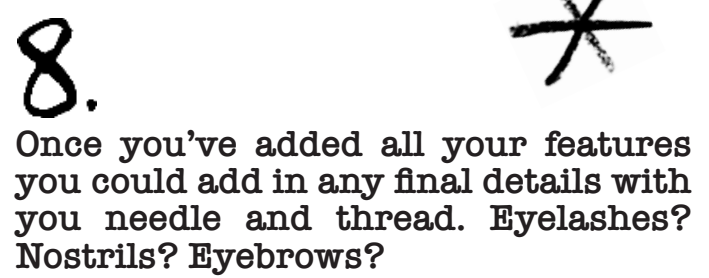 8.
Once you've added all your features
you could add in any final details with
you needle and thread. Eyelashes?
Nostrils? Eyebrows?